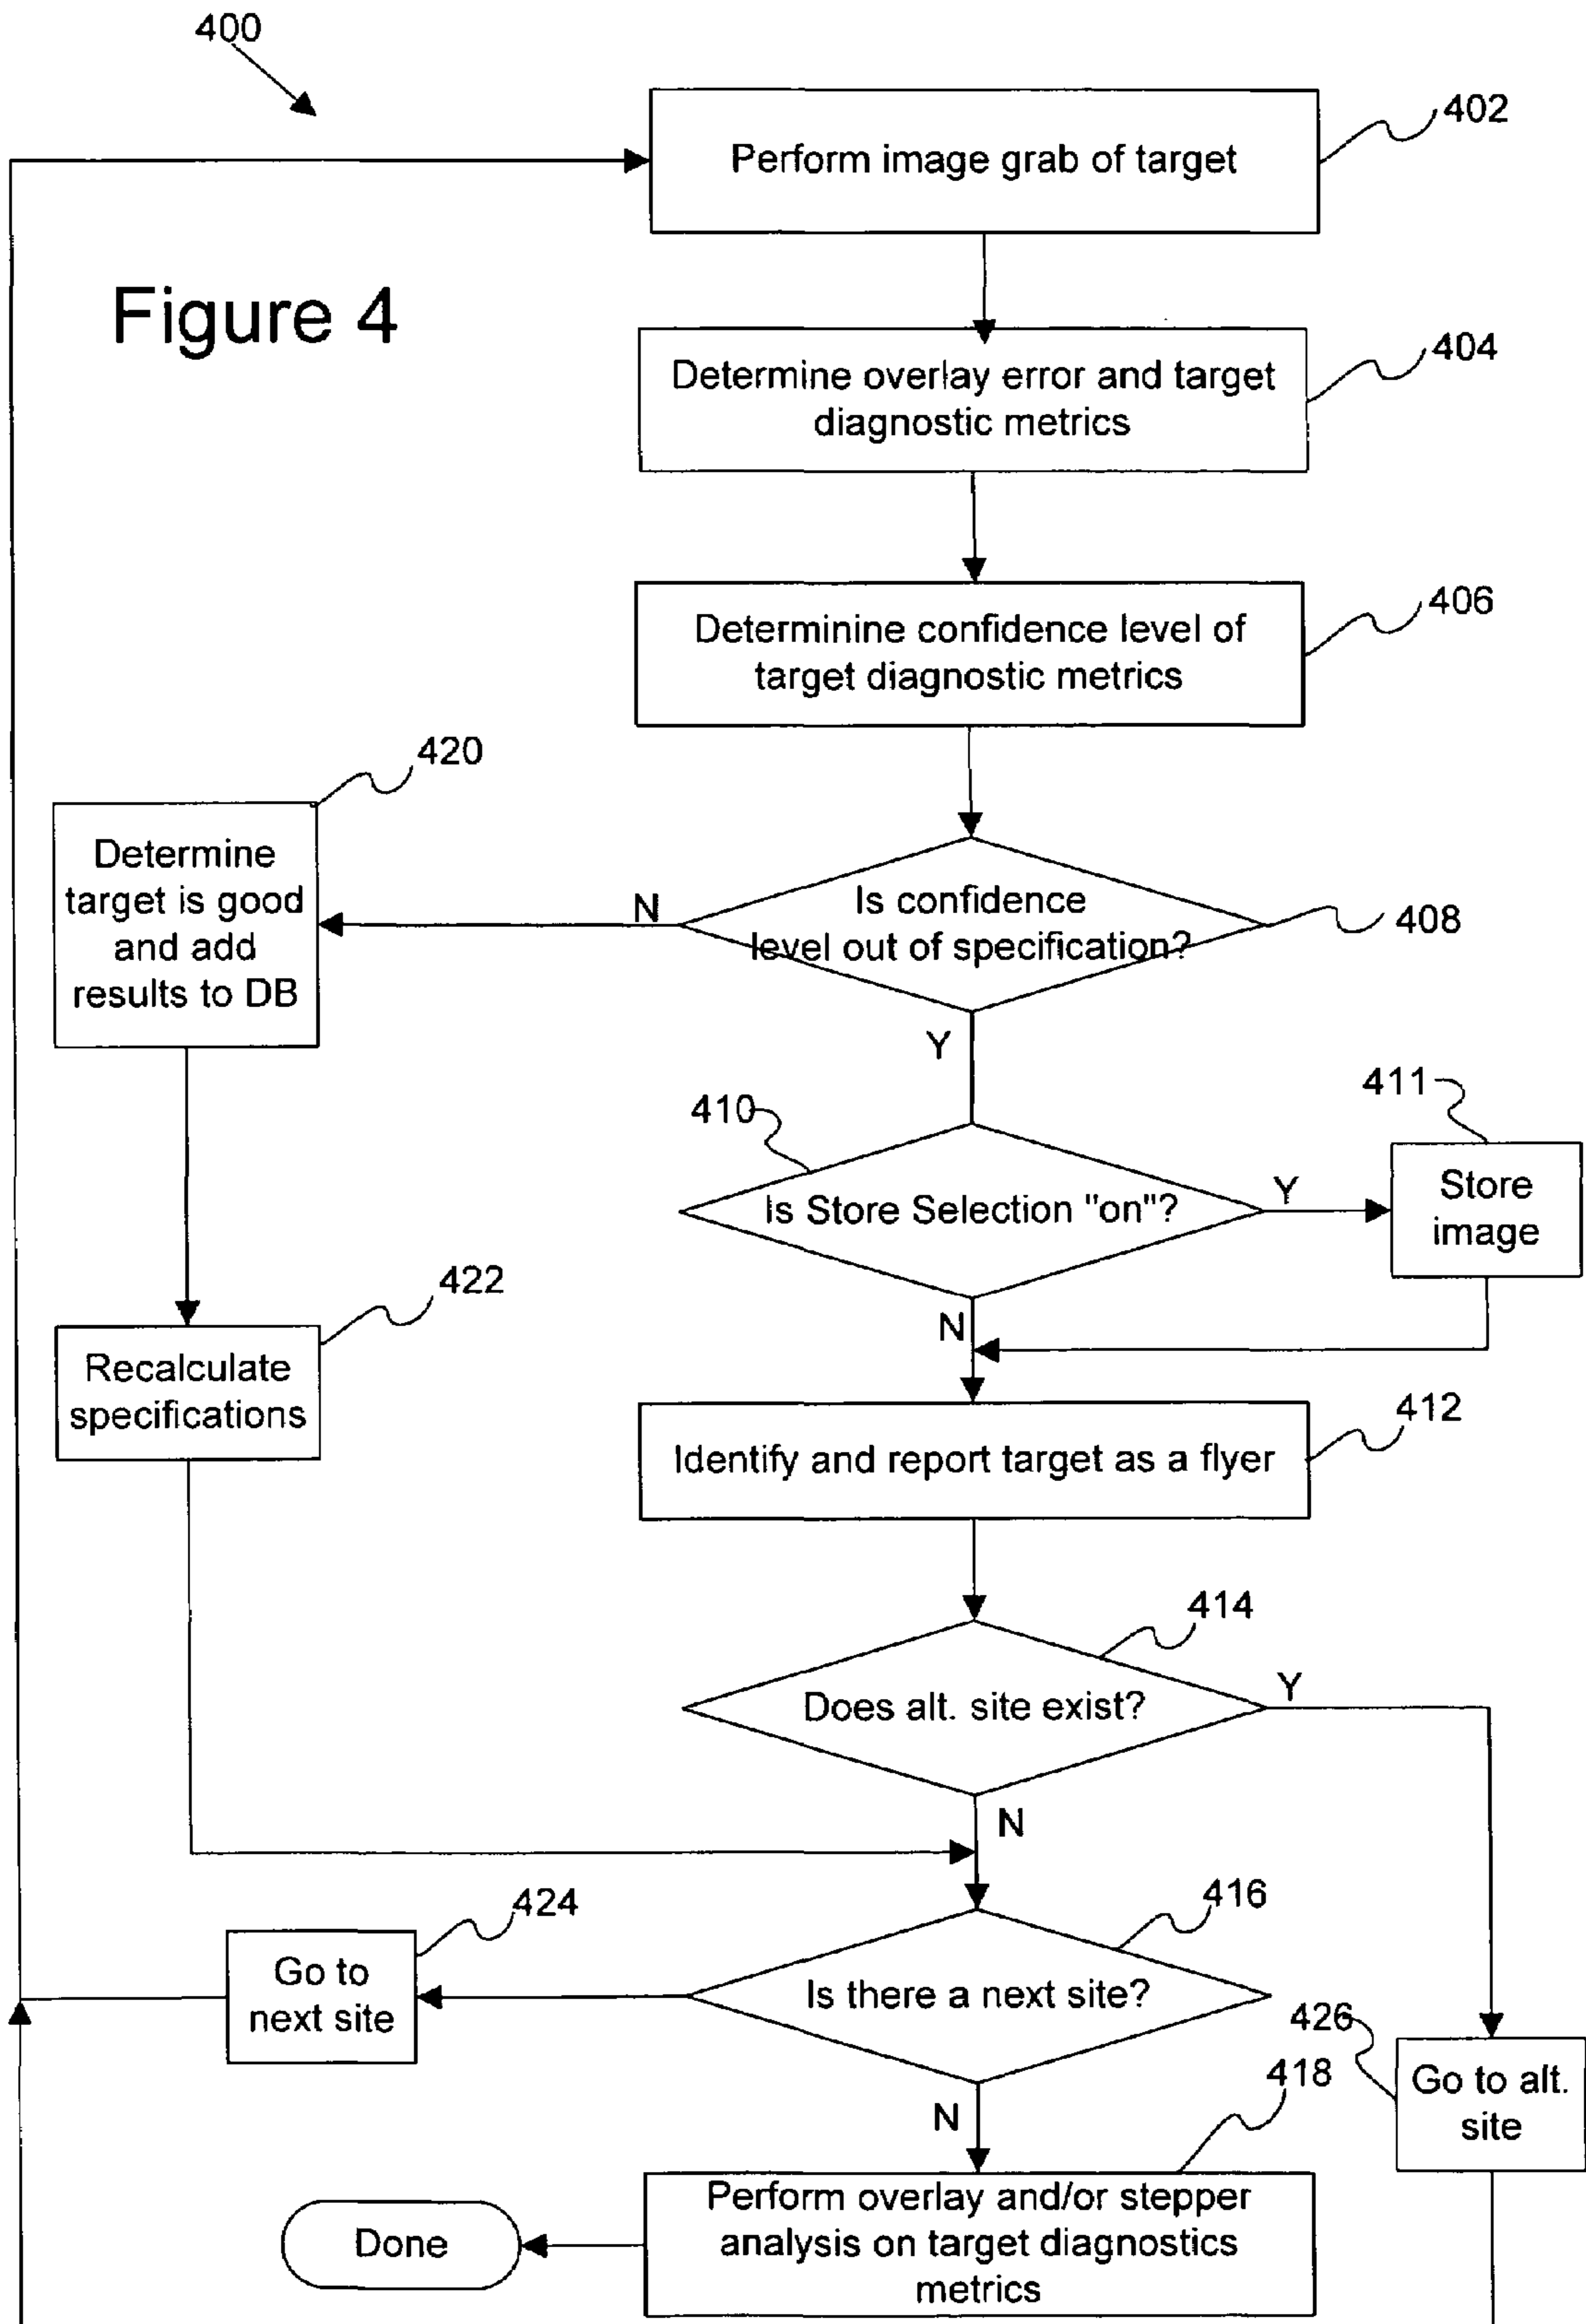 400
402
Perform image grab of target
Figure 4
404
Determine overlay error and target
diagnostic metrics
406
Determinine confidence level of
target diagnostic metrics
420
Determine
target is good
and add
results to DB
N
Is confidence
level out of specification?
408
Y
411
410
Is Store Selection "on"?
Y
Store
image
422
N
Recalculate
specifications
412
Identify and report target as a flyer
414
Does alt. site exist?
Y
N
424
416
Go to
next site
Is there a next site?
426
418
Go to alt.
site
N
Perform overlay and/or stepper
analysis on target diagnostics
metrics
Done